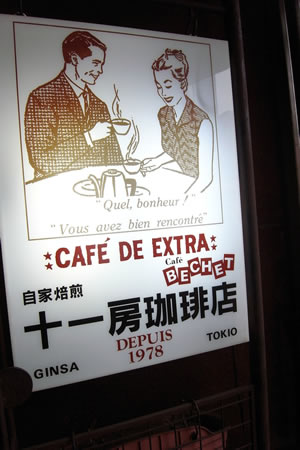 "Quel, bonheur!"
"Vous avez bien rencontré"
CAFÉ DE EXTRA
Cafe
BECHET
自家焙煎
十一房珈琲店
DEPUIS
1978
GINSA
TOKIO